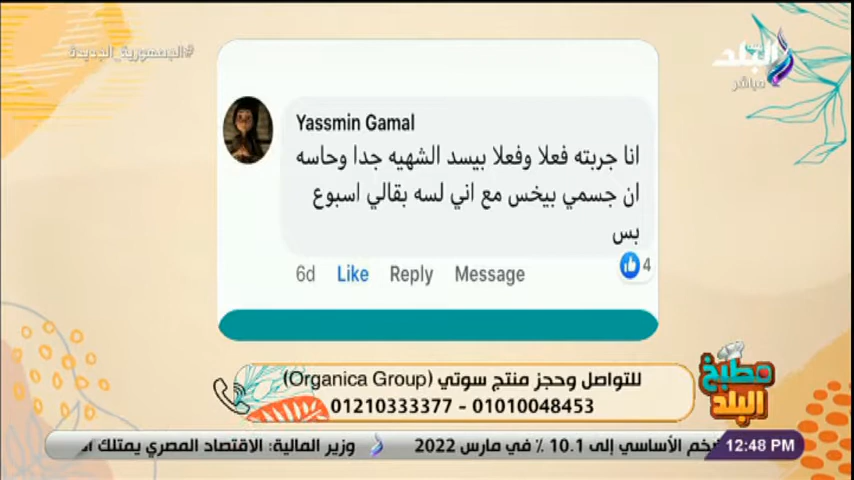 #الجمهورية_الجديدة
صدى
البلد
مباشر
Yassmin Gamal
انا جربته فعلا وفعلا بيسد الشهيه جدا وحاسه
ان جسمي بيخس مع اني لسه بقالي اسبوع
بس
6d Like Reply Message
4
للتواصل وحجز منتج سوتي (Organica Group)
01010048453 - 01210333377
مطبخ
البلد
12:48 PM
الأساسي إلى 10.1 ٪ في مارس 2022 وزير المالية: الاقتصاد المصري يمتلك